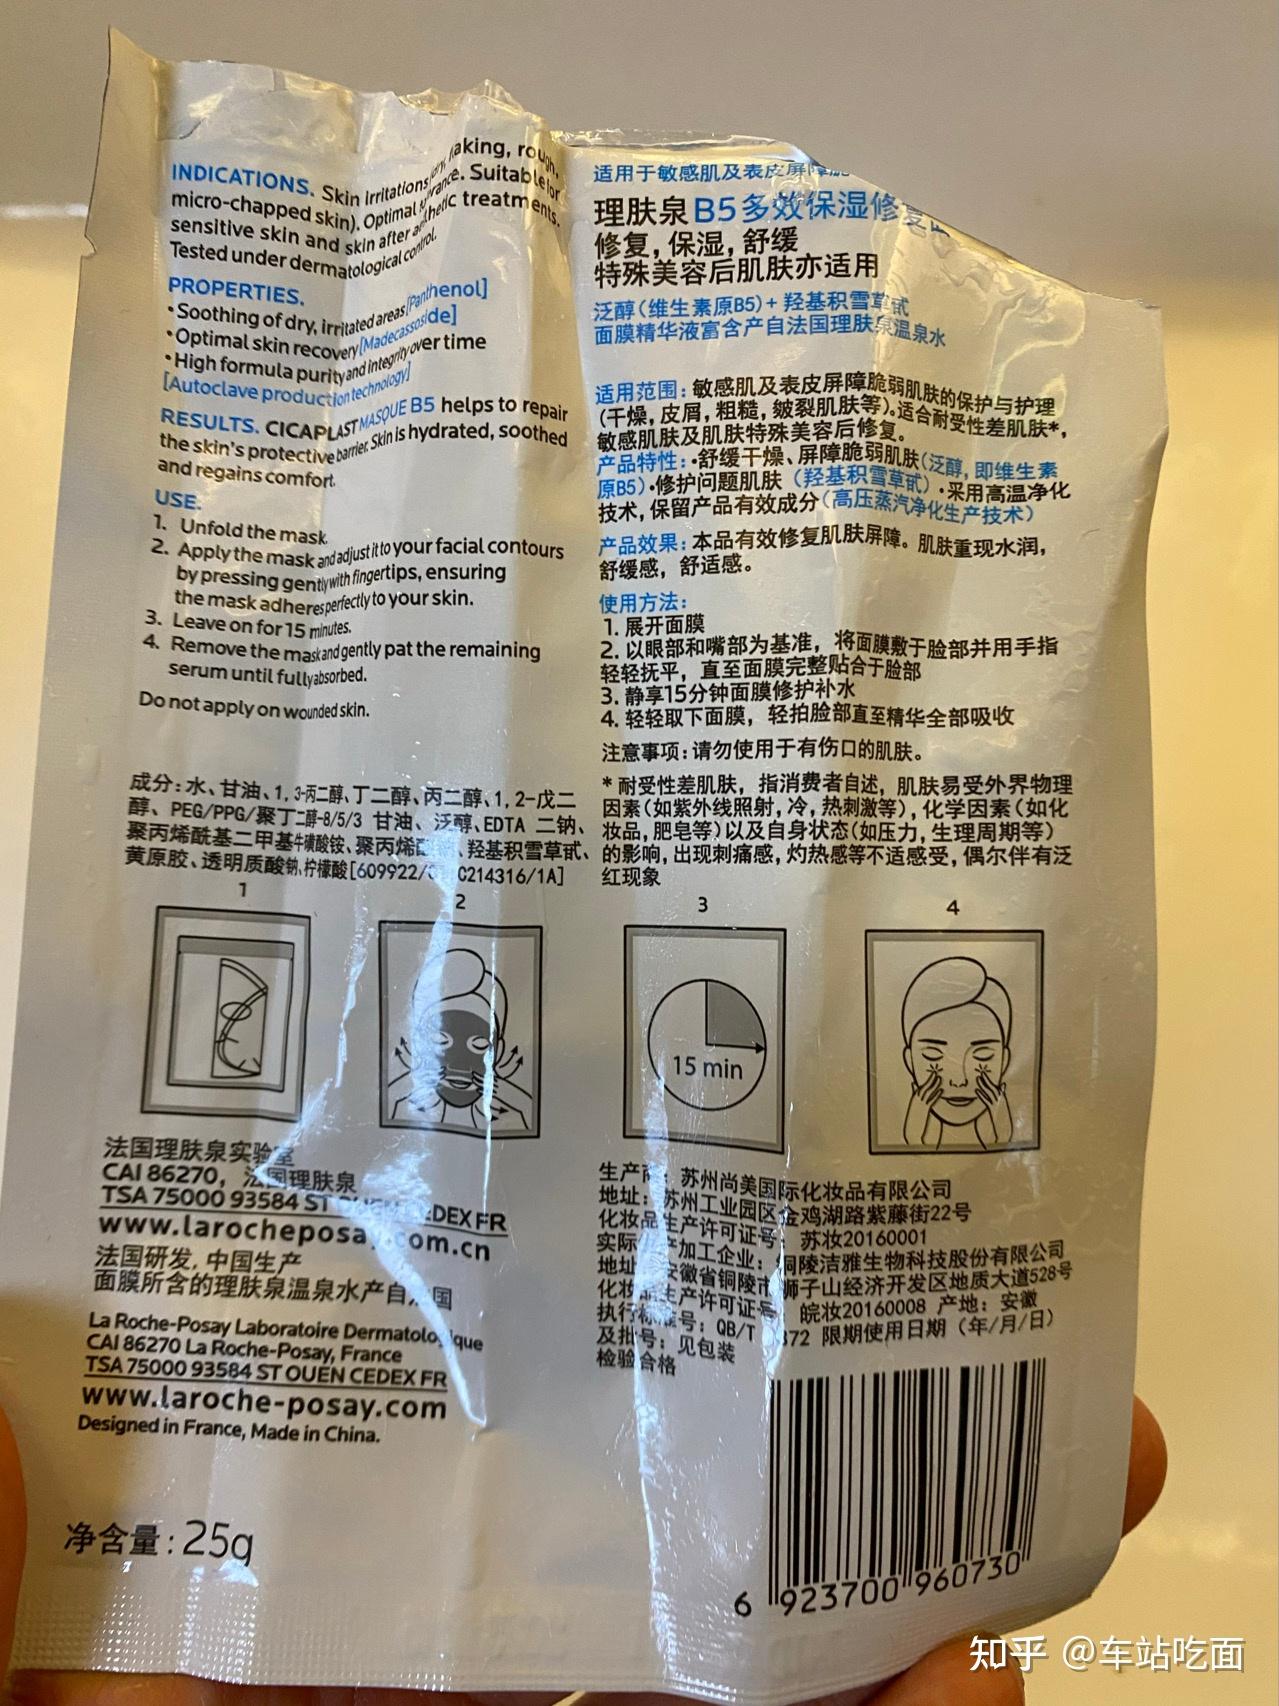 INDICATIONS. Skin irritations dry, flaking, rough,
micro-chapped skin). Optimal tolerance. Suitable for
sensitive skin and skin after aesthetic treatments.
Tested under dermatological control.
PROPERTIES.
•Soothing of dry, irritated areas [Panthenol]
•Optimal skin recovery [Madecassoside]
•High formula purity and integrity over time
[Autoclave production technology]
RESULTS. CICAPLAST MASQUE B5 helps to repair
the skin's protective barrier. Skin is hydrated, soothed
and regains comfort.
USE.
1. Unfold the mask.
2. Apply the mask and adjust it to your facial contours
by pressing gently with fingertips, ensuring
the mask adheres perfectly to your skin.
3. Leave on for 15 minutes.
4. Remove the mask and gently pat the remaining
serum until fully absorbed.
Do not apply on wounded skin.
成分:水、甘油、1, 3-丙二醇、丁二醇、丙二醇、1, 2-戊二
醇、PEG/PPG/聚丁二醇-8/5/3 甘油、泛醇、EDTA 二钠、
聚丙烯酰基二甲基牛磺酸铵、聚丙烯、羟基积雪草甙、
黄原胶、透明质酸钠、柠檬酸[609922/ C214316/1A]
适用于敏感肌及表皮屏障脆
理肤泉B5多效保湿修复
修复, 保湿, 舒缓
特殊美容后肌肤亦适用
泛醇(维生素原B5)+ 羟基积雪草甙
面膜精华液富含产自法国理肤泉温泉水
适用范围: 敏感肌及表皮屏障脆弱肌肤的保护与护理
(干燥, 皮屑, 粗糙, 皴裂肌肤等)。适合耐受性差肌肤*,
敏感肌肤及肌肤特殊美容后修复。
产品特性: •舒缓干燥、屏障脆弱肌肤(泛醇, 即维生素
原B5)•修护问题肌肤 (羟基积雪草甙) •采用高温净化
技术, 保留产品有效成分(高压蒸汽净化生产技术)
产品效果: 本品有效修复肌肤屏障。肌肤重现水润,
舒缓感, 舒适感。
使用方法:
1. 展开面膜
2. 以眼部和嘴部为基准, 将面膜敷于脸部并用手指
轻轻抚平, 直至面膜完整贴合于脸部
3. 静享15分钟面膜修护补水
4. 轻轻取下面膜, 轻拍脸部直至精华全部吸收
注意事项: 请勿使用于有伤口的肌肤。
* 耐受性差肌肤, 指消费者自述, 肌肤易受外界物理
因素(如紫外线照射, 冷, 热刺激等), 化学因素(如化
妆品, 肥皂等)以及自身状态(如压力, 生理周期等)
的影响, 出现刺痛感, 灼热感等不适感受, 偶尔伴有泛
红现象
1
2
3
4
15 min
法国理肤泉实验室
CAI 86270, 法国理肤泉
TSA 75000 93584 ST OUEN CEDEX FR
www.larocheposay.com.cn
法国研发, 中国生产
面膜所含的理肤泉温泉水产自法国
La Roche-Posay Laboratoire Dermatologique
CAI 86270 La Roche-Posay, France
TSA 75000 93584 ST OUEN CEDEX FR
www.laroche-posay.com
Designed in France, Made in China.
净含量: 25g
生产商: 苏州尚美国际化妆品有限公司
地址: 苏州工业园区金鸡湖路紫藤街22号
化妆品生产许可证号: 苏妆20160001
实际生产加工企业: 铜陵洁雅生物科技股份有限公司
地址: 安徽省铜陵市狮子山经济开发区地质大道528号
化妆品生产许可证号: 皖妆20160008 产地: 安徽
执行标准号: QB/T 372 限期使用日期 (年/月/日)
及批号: 见包装
检验合格
6 923700 960730
知乎 @车站吃面